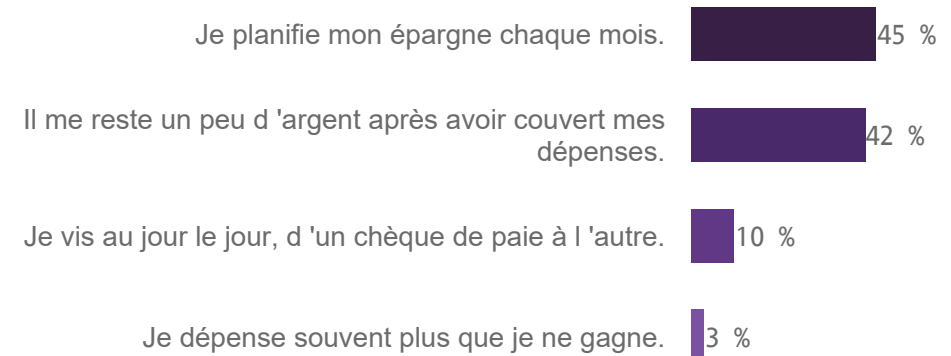 Je planifie mon épargne chaque mois. 45 %
Il me reste un peu d 'argent après avoir couvert mes
dépenses. 42 %
Je vis au jour le jour, d 'un chèque de paie à l 'autre. 10 %
Je dépense souvent plus que je ne gagne. 3 %